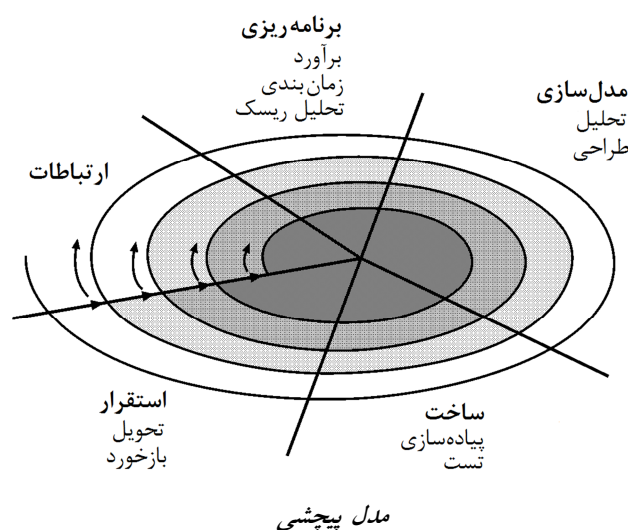 برنامه‌ریزی
برآورد
زمان‌بندی
تحلیل ریسک
مدل‌سازی
تحلیل
طراحی
ارتباطات
استقرار
تحویل
بازخورد
ساخت
پیاده‌سازی
تست
مدل پیچشی